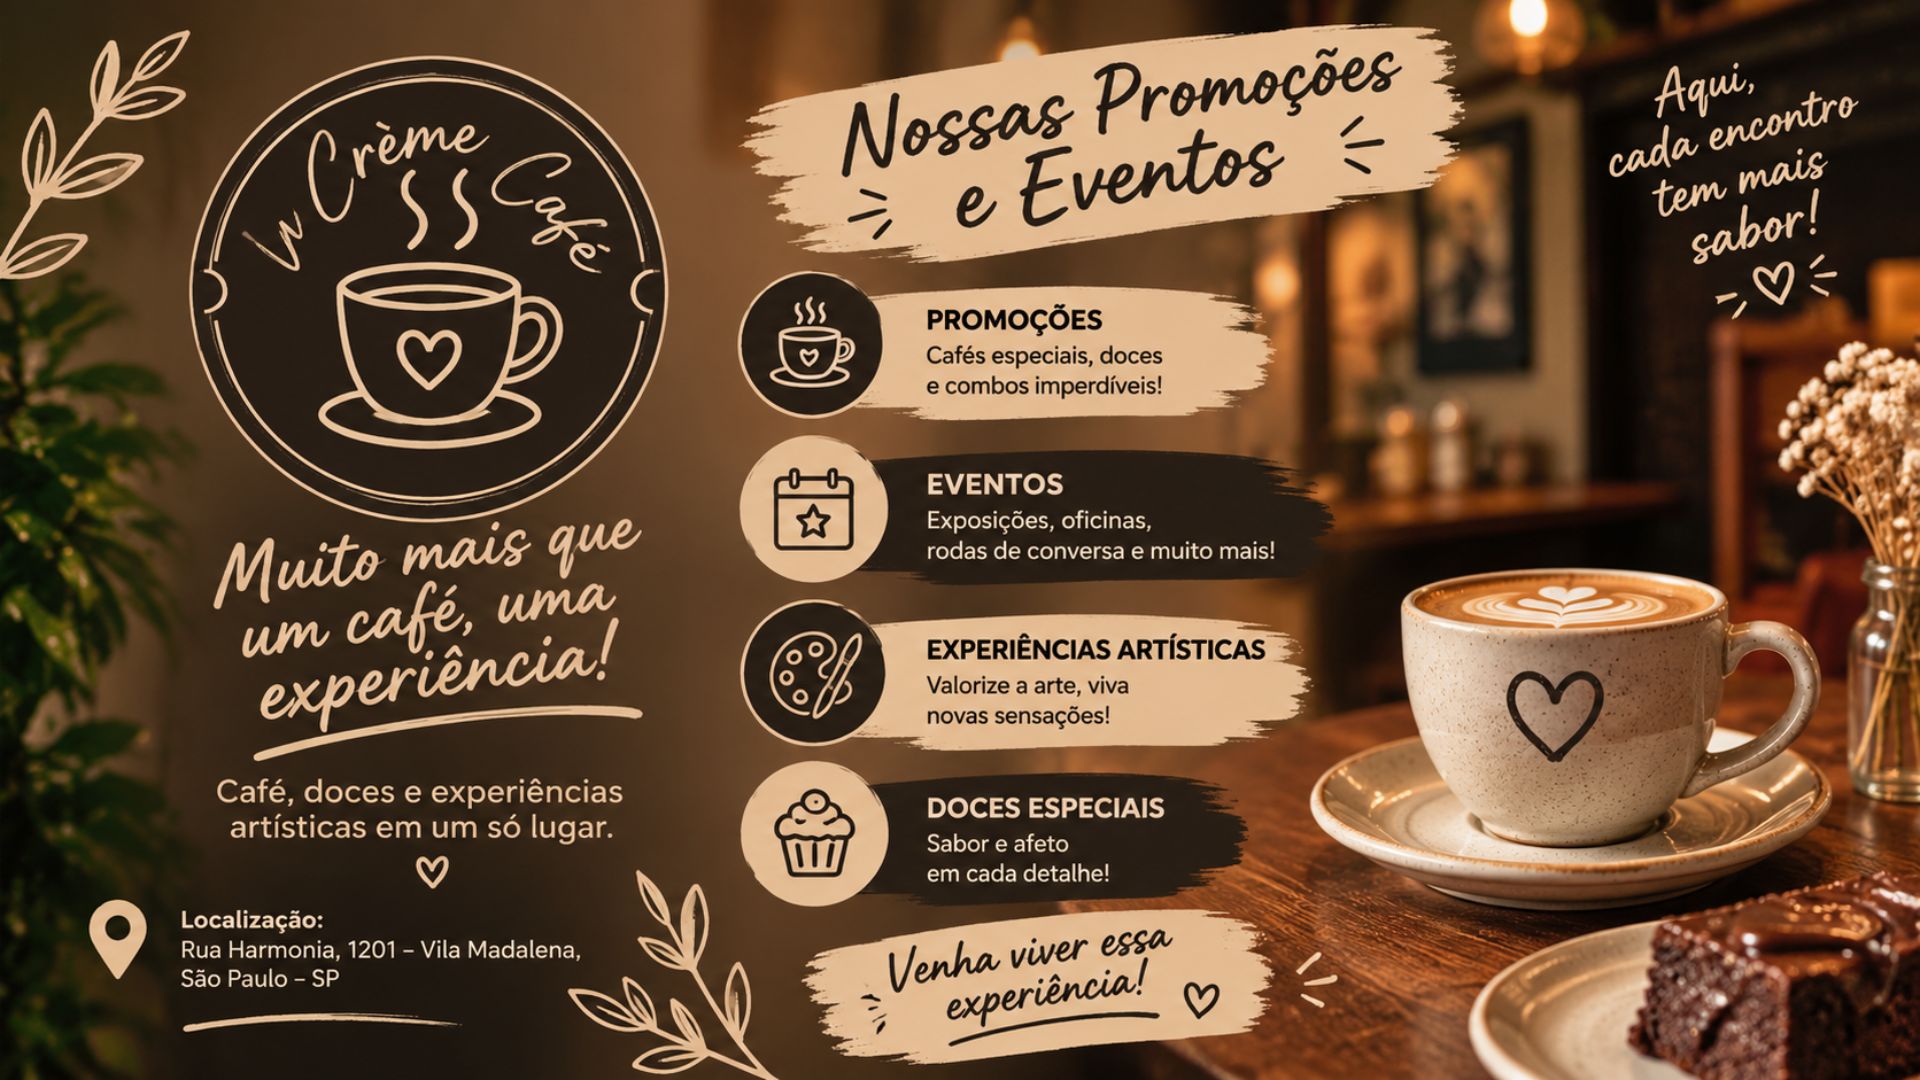 Crème
Café
Muito mais que
um café, uma
experiência!
Café, doces e experiências
artísticas em um só lugar.
Localização:
Rua Harmonia, 1201 – Vila Madalena,
São Paulo – SP
Nossas Promoções
e Eventos
PROMOÇÕES
Cafés especiais, doces
e combos imperdíveis!
EVENTOS
Exposições, oficinas,
rodas de conversa e muito mais!
EXPERIÊNCIAS ARTÍSTICAS
Valorize a arte, viva
novas sensações!
DOCES ESPECIAIS
Sabor e afeto
em cada detalhe!
Venha viver essa
experiência!
Aqui,
cada encontro
tem mais
sabor!